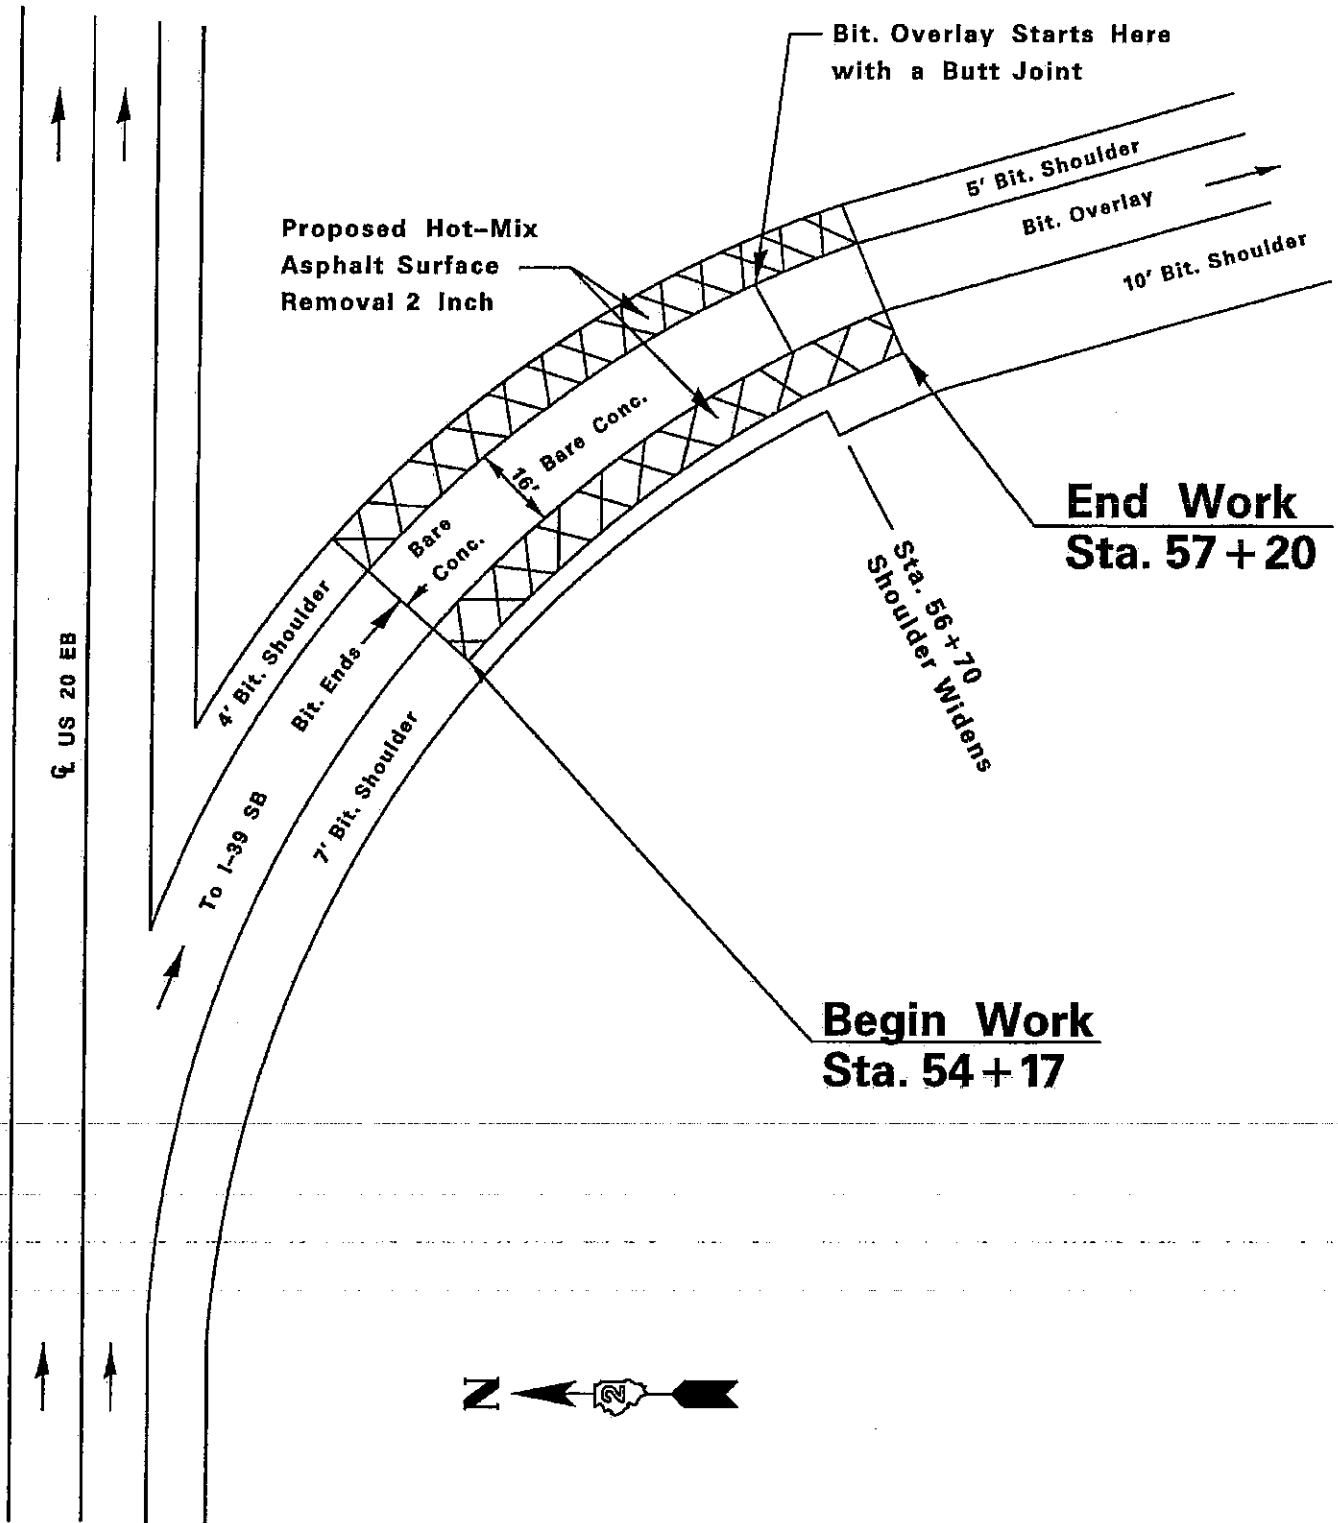 Bit. Overlay Starts Here
with a Butt Joint
5' Bit. Shoulder
Bit. Overlay
10' Bit. Shoulder
Proposed Hot-Mix
Asphalt Surface
Removal 2 Inch
Bare Conc.
16'
Bare
Conc.
End Work
Sta. 57+20
Sta. 56+70
Shoulder Widens
4' Bit. Shoulder
Bit. Ends
℄ US 20 EB
7' Bit. Shoulder
To I-39 SB
Begin Work
Sta. 54+17
N
2